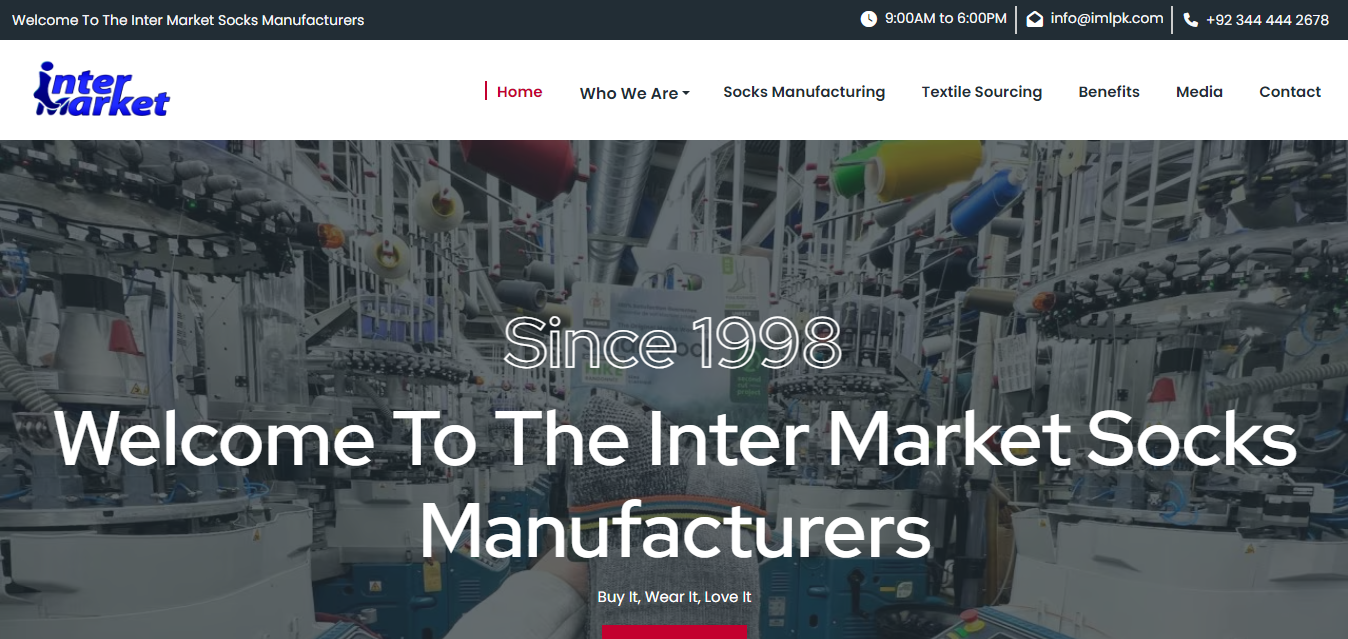 Welcome To The Inter Market Socks Manufacturers
9:00AM to 6:00PM
info@imlpk.com
+92 344 444 2678
inter
Market
Home
Who We Are
Socks Manufacturing
Textile Sourcing
Benefits
Media
Contact
Since 1998
Welcome To The Inter Market Socks
Manufacturers
Buy It, Wear It, Love It